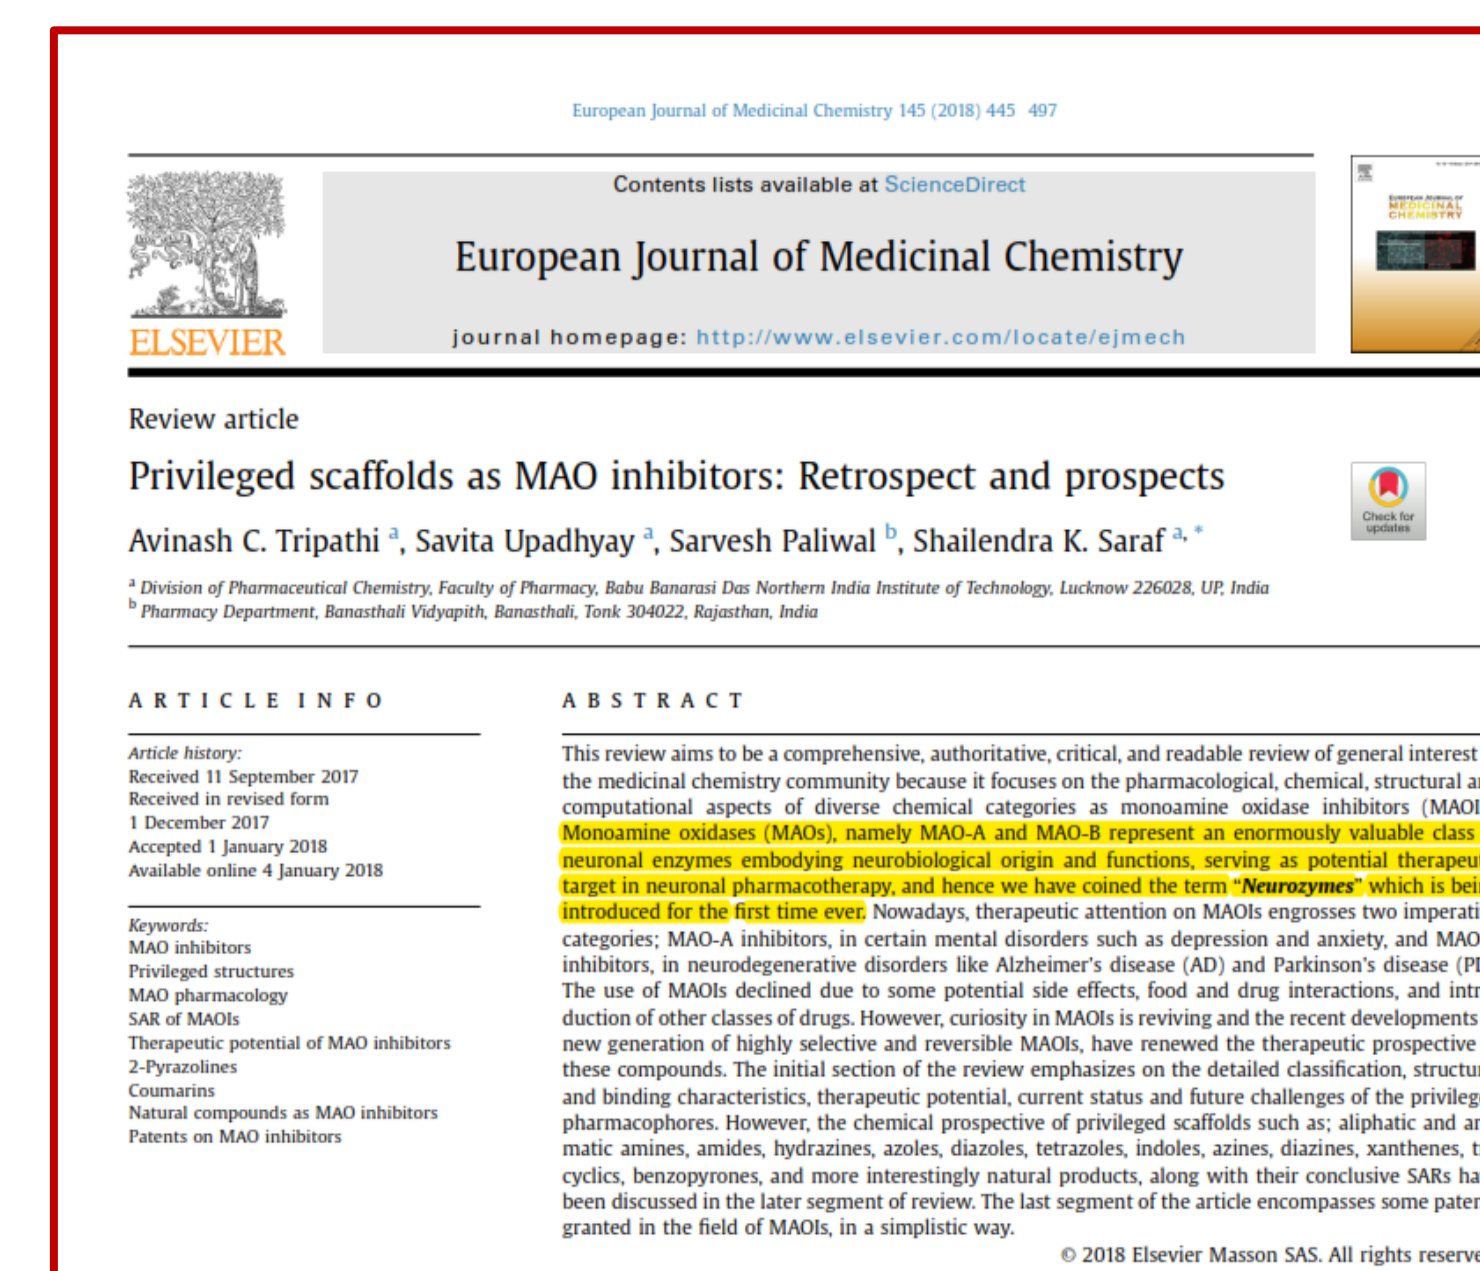 European Journal of Medicinal Chemistry 145 (2018) 445 497
Contents lists available at ScienceDirect
European Journal of Medicinal Chemistry
journal homepage: http://www.elsevier.com/locate/ejmech
ELSEVIER
EUROPEAN JOURNAL OF
MEDICINAL
CHEMISTRY
Review article
Privileged scaffolds as MAO inhibitors: Retrospect and prospects
Check for
updates
Avinash C. Tripathi a, Savita Upadhyay a, Sarvesh Paliwal b, Shailendra K. Saraf a, *
a Division of Pharmaceutical Chemistry, Faculty of Pharmacy, Babu Banarasi Das Northern India Institute of Technology, Lucknow 226028, UP, India
b Pharmacy Department, Banasthali Vidyapith, Banasthali, Tonk 304022, Rajasthan, India
ARTICLE INFO
Article history:
Received 11 September 2017
Received in revised form
1 December 2017
Accepted 1 January 2018
Available online 4 January 2018
Keywords:
MAO inhibitors
Privileged structures
MAO pharmacology
SAR of MAOIs
Therapeutic potential of MAO inhibitors
2-Pyrazolines
Coumarins
Natural compounds as MAO inhibitors
Patents on MAO inhibitors
ABSTRACT
This review aims to be a comprehensive, authoritative, critical, and readable review of general interest
the medicinal chemistry community because it focuses on the pharmacological, chemical, structural a
computational aspects of diverse chemical categories as monoamine oxidase inhibitors (MAOI
Monoamine oxidases (MAOs), namely MAO-A and MAO-B represent an enormously valuable class
neuronal enzymes embodying neurobiological origin and functions, serving as potential therapeut
target in neuronal pharmacotherapy, and hence we have coined the term "Neurozymes" which is bei
introduced for the first time ever. Nowadays, therapeutic attention on MAOIs engrosses two imperati
categories; MAO-A inhibitors, in certain mental disorders such as depression and anxiety, and MAO
inhibitors, in neurodegenerative disorders like Alzheimer's disease (AD) and Parkinson's disease (PD
The use of MAOIs declined due to some potential side effects, food and drug interactions, and intr
duction of other classes of drugs. However, curiosity in MAOIs is reviving and the recent developments
new generation of highly selective and reversible MAOIs, have renewed the therapeutic prospective
these compounds. The initial section of the review emphasizes on the detailed classification, structur
and binding characteristics, therapeutic potential, current status and future challenges of the privileg
pharmacophores. However, the chemical prospective of privileged scaffolds such as; aliphatic and ar
matic amines, amides, hydrazines, azoles, diazoles, tetrazoles, indoles, azines, diazines, xanthenes, t
cyclics, benzopyrones, and more interestingly natural products, along with their conclusive SARs ha
been discussed in the later segment of review. The last segment of the article encompasses some paten
granted in the field of MAOIs, in a simplistic way.
© 2018 Elsevier Masson SAS. All rights reserve